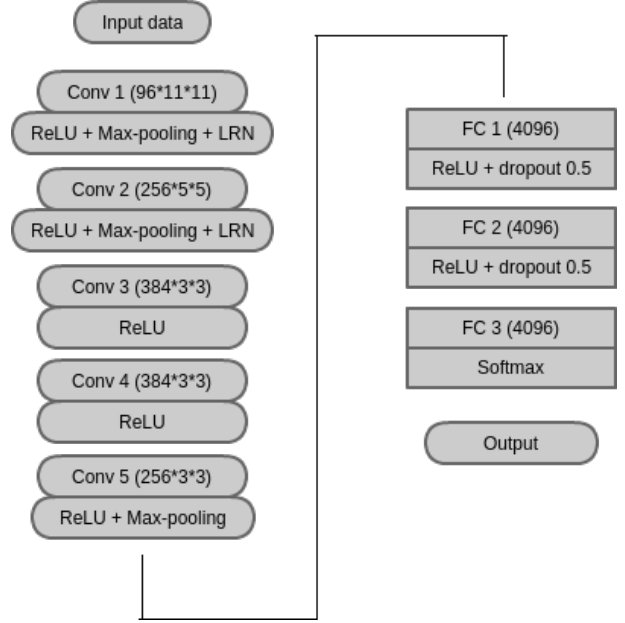 Input data
Conv 1 (96*11*11)
ReLU + Max-pooling + LRN
Conv 2 (256*5*5)
ReLU + Max-pooling + LRN
Conv 3 (384*3*3)
ReLU
Conv 4 (384*3*3)
ReLU
Conv 5 (256*3*3)
ReLU + Max-pooling
FC 1 (4096)
ReLU + dropout 0.5
FC 2 (4096)
ReLU + dropout 0.5
FC 3 (4096)
Softmax
Output